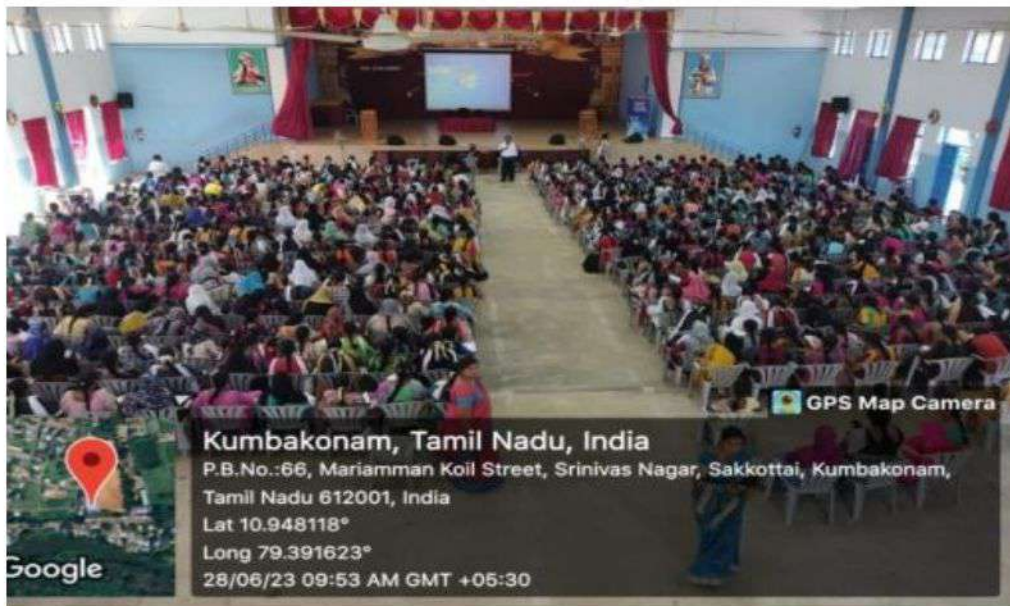 GPS Map Camera
Kumbakonam, Tamil Nadu, India
P.B.No.:66, Mariamman Koil Street, Srinivas Nagar, Sakkottai, Kumbakonam,
Tamil Nadu 612001, India
Lat 10.948118°
Long 79.391623°
28/06/23 09:53 AM GMT +05:30
Google